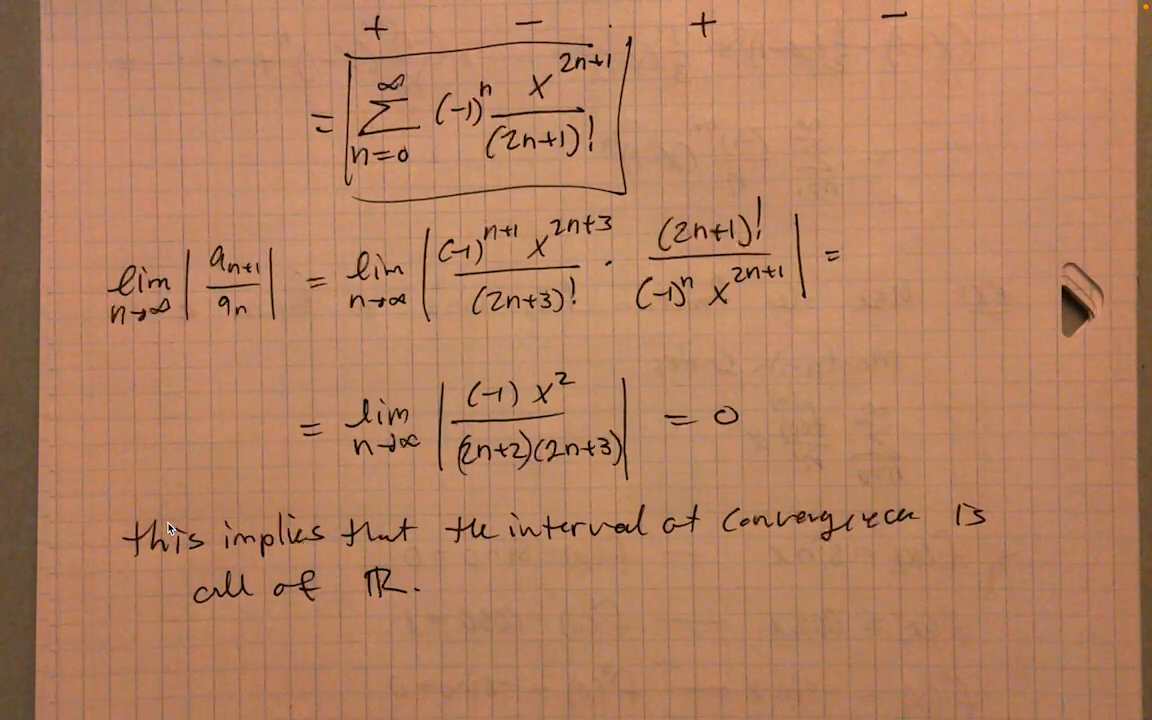 + - + -
= ∑_{n=0}^{∞} (-1)^n x^{2n+1} / (2n+1)!
lim_{n→∞} | a_{n+1} / a_n | = lim_{n→∞} | (-1)^{n+1} x^{2n+3} / (2n+3)! · (2n+1)! / (-1)^n x^{2n+1} | =
= lim_{n→∞} | (-1) x^2 / (2n+2)(2n+3) | = 0
this implies that the interval of convergence is
all of ℝ.